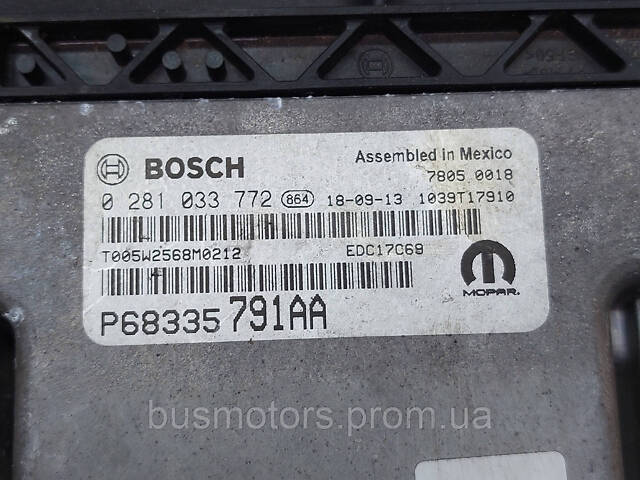 BOSCH
Assembled in Mexico
7805.0018
0 281 033 772 864 18-09-13 1039T17910
T005W2568M0212 EDC17C69
MOPAR.
P68335791AA
busmotors.prom.ua